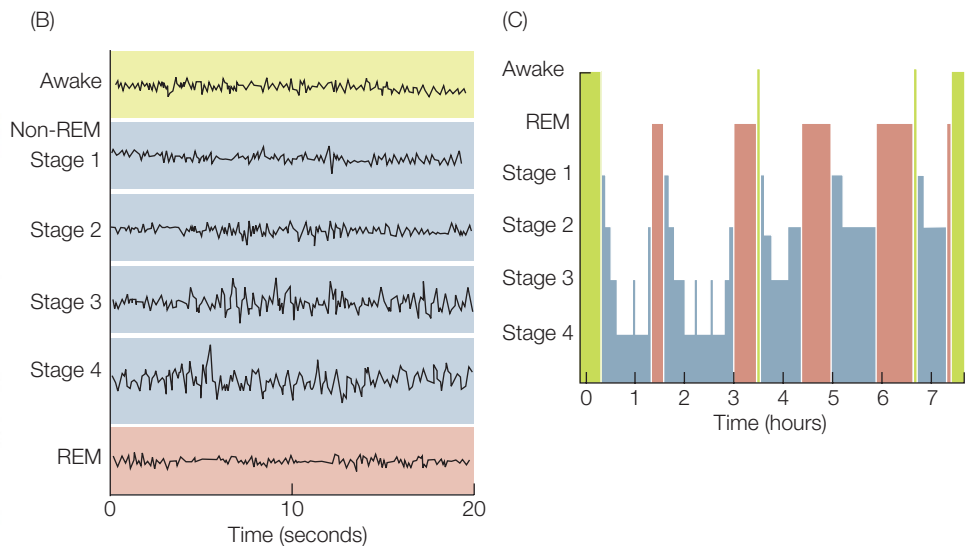 (B)
Awake
Non-REM
Stage 1
Stage 2
Stage 3
Stage 4
REM
0
10
20
Time (seconds)
(C)
Awake
REM
Stage 1
Stage 2
Stage 3
Stage 4
0 1 2 3 4 5 6 7
Time (hours)